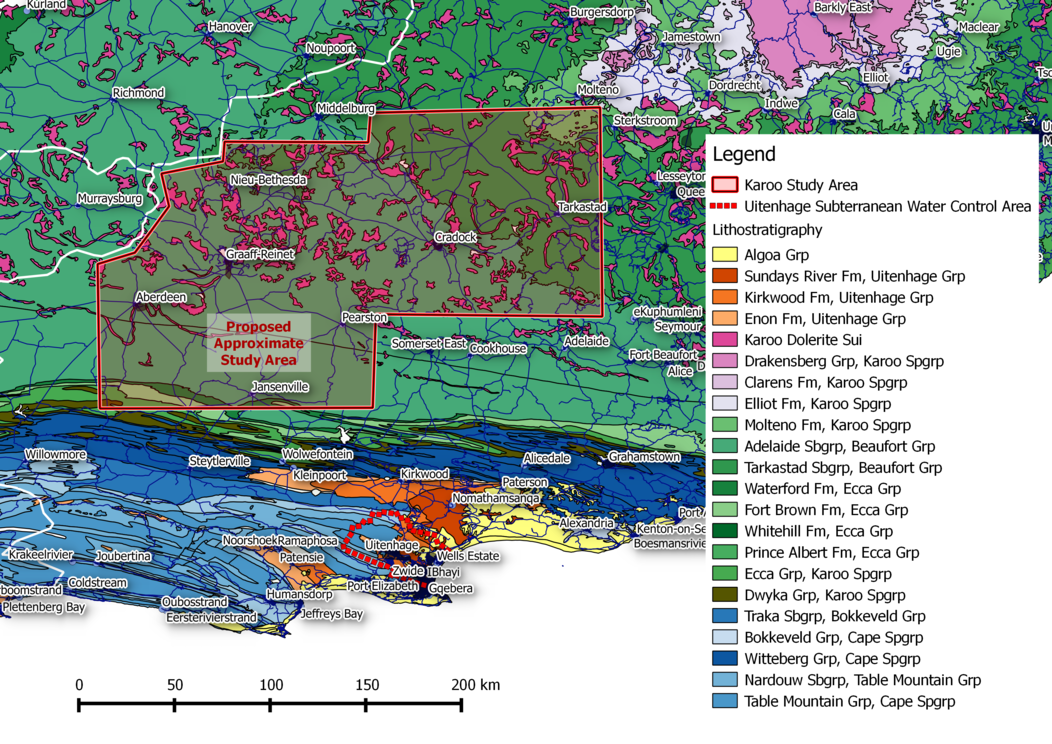 Kürland
Burgersdorp
Barkly East
Hanover
Jamestown
Maclear
Noupoort
Ugie
Elliot
Molteno
Dordrecht
Richmond
Indwe
Middelburg
Cala
Sterkstroom
Lesseyton
Nieu-Bethesda
Murraysburg
Tarkastad
Cradock
Graaff-Reinet
Aberdeen
Pearston
eKuphumleni
Seymour
Proposed
Approximate
Study Area
Somerset East
Cookhouse
Adelaide
Fort Beaufort
Alice
Jansenville
Willowmore
Steytlerville
Wolwefontein
Alicedale
Grahamstown
Kleinpoort
Kirkwood
Paterson
Nomathamsanqa
Alexandria
Kenton-on-Se
Boesmansrivie
Noorshoek
Ramaphosa
Uitenhage
Krakeelrivier
Joubertina
Patensie
Wells Estate
Zwide
IBhayi
Coldstream
Port Elizabeth
Gqebera
Humansdorp
Plettenberg Bay
Oubosstrand
Jeffreys Bay
Eersterivierstrand
Legend
Karoo Study Area
Uitenhage Subterranean Water Control Area
Lithostratigraphy
Algoa Grp
Sundays River Fm, Uitenhage Grp
Kirkwood Fm, Uitenhage Grp
Enon Fm, Uitenhage Grp
Karoo Dolerite Sui
Drakensberg Grp, Karoo Spgrp
Clarens Fm, Karoo Spgrp
Elliot Fm, Karoo Spgrp
Molteno Fm, Karoo Spgrp
Adelaide Sbgrp, Beaufort Grp
Tarkastad Sbgrp, Beaufort Grp
Waterford Fm, Ecca Grp
Fort Brown Fm, Ecca Grp
Whitehill Fm, Ecca Grp
Prince Albert Fm, Ecca Grp
Ecca Grp, Karoo Spgrp
Dwyka Grp, Karoo Spgrp
Traka Sbgrp, Bokkeveld Grp
Bokkeveld Grp, Cape Spgrp
Witteberg Grp, Cape Spgrp
Nardouw Sbgrp, Table Mountain Grp
Table Mountain Grp, Cape Spgrp
0 50 100 150 200 km